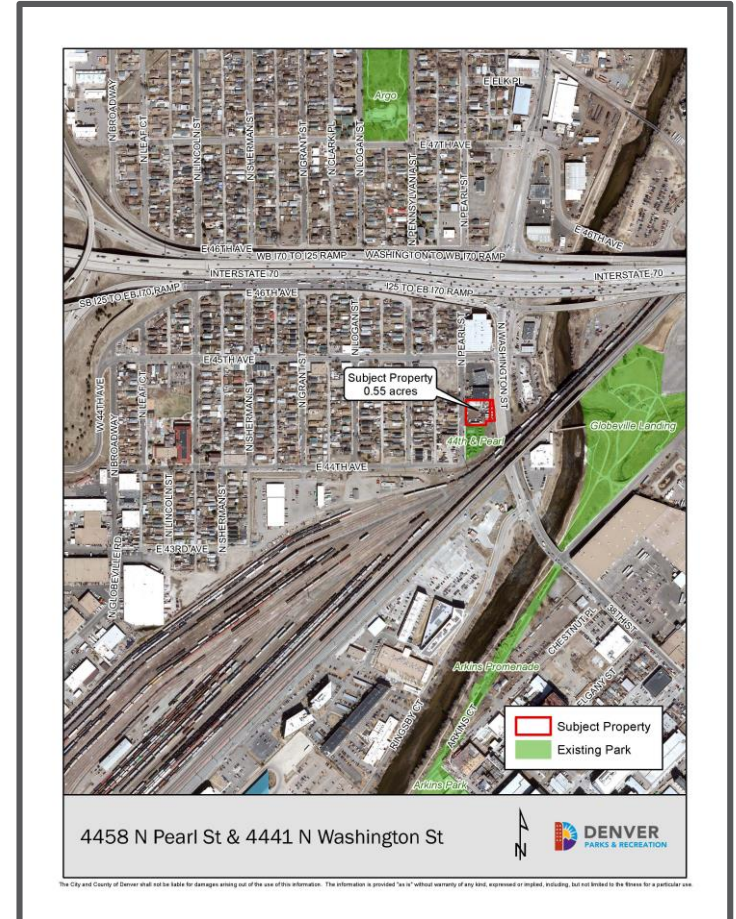 Argo
E ELK PL
N BROADWAY
N LEAF CT
N LINCOLN ST
N SHERMAN ST
N GRANT ST
N CLARK PL
N LOGAN ST
E 47TH AVE
N PENNSYLVANIA ST
N PEARL ST
E 46TH AVE
E 46TH AVE
WB I70 TO I25 RAMP
WASHINGTON TO WB I70 RAMP
INTERSTATE 70
INTERSTATE 70
SB I25 TO EB I70 RAMP
E 46TH AVE
I25 TO EB I70 RAMP
N LOGAN ST
N PEARL ST
N WASHINGTON ST
E 45TH AVE
N GRANT ST
Subject Property
0.55 acres
W 44TH AVE
N BROADWAY
N LEAF CT
N SHERMAN ST
44th & Pearl
Globeville Landing
E 44TH AVE
N LINCOLN ST
N SHERMAN ST
E 43RD AVE
N GLOBEVILLE RD
38TH ST
CHESTNUT PL
Arkins Promenade
ELGANY ST
RINGSBY CT
ARKINS CT
Arkins Park
Subject Property
Existing Park
4458 N Pearl St & 4441 N Washington St
N
DENVER
PARKS & RECREATION
The City and County of Denver shall not be liable for damages arising out of the use of this information. The information is provided "as is" without warranty of any kind, expressed or implied, including, but not limited to the fitness for a particular use.